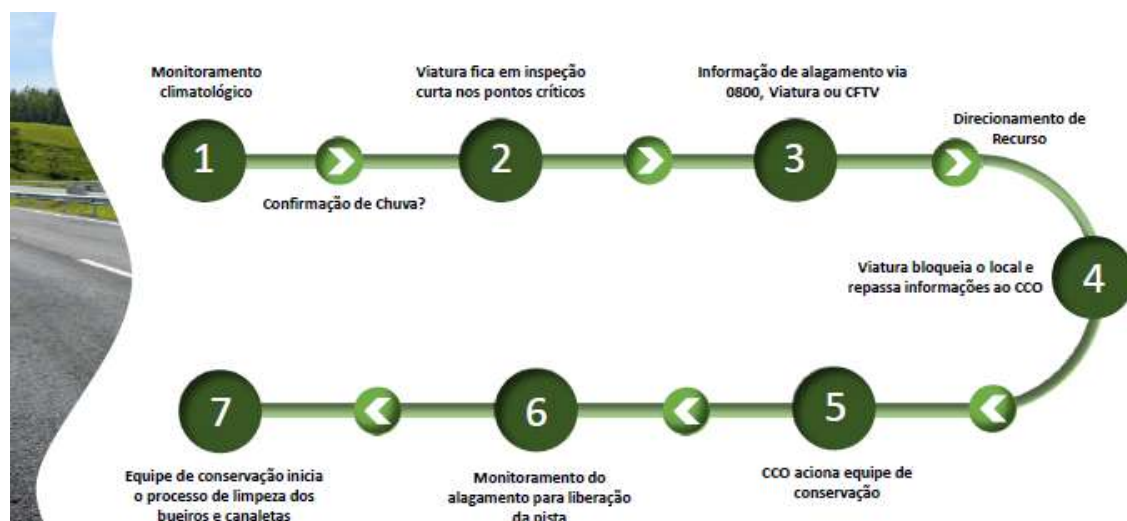 Monitoramento
climatológico
Viatura fica em inspeção
curta nos pontos críticos
Informação de alagamento via
0800, Viatura ou CFTV
Direcionamento de
Recurso
1
2
3
Confirmação de Chuva?
Viatura bloqueia o local e
repassa informações ao CCO
4
7
6
5
Equipe de conservação inicia
o processo de limpeza dos
bueiros e canaletas
Monitoramento do
alagamento para liberação
da pista
CCO aciona equipe de
conservação